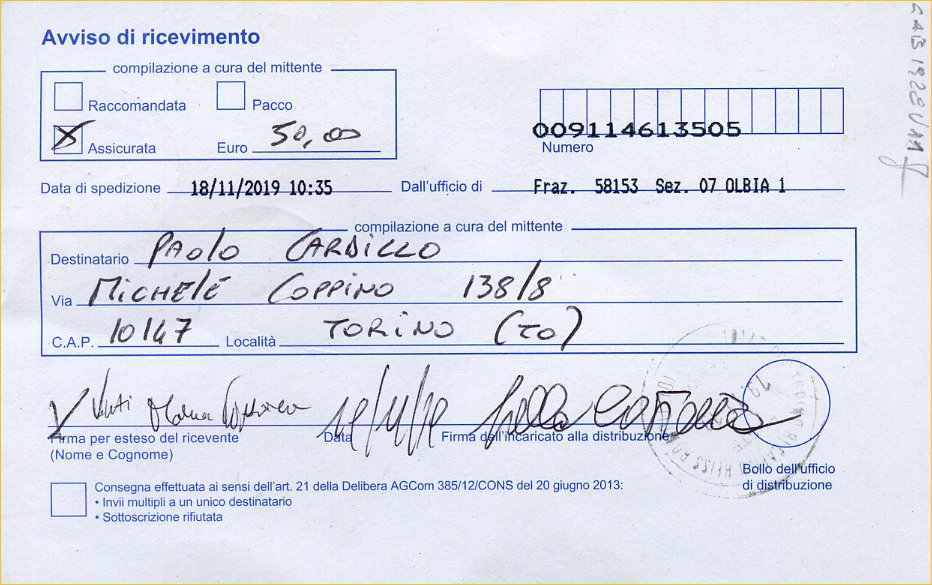 Avviso di ricevimento
compilazione a cura del mittente
Raccomandata Pacco
X Assicurata Euro 50,00
009114613505
Numero
Data di spedizione 18/11/2019 10:35 Dall'ufficio di Fraz. 58153 Sez. 07 OLBIA 1
compilazione a cura del mittente
Destinatario PAOLO CARDILLO
Via MICHELE COPPINO 138/8
C.A.P. 10147 Località TORINO (TO)
Firma per esteso del ricevente Data Firma dell'incaricato alla distribuzione
(Nome e Cognome)
Bollo dell'ufficio
di distribuzione
Consegna effettuata ai sensi dell'art. 21 della Delibera AGCom 385/12/CONS del 20 giugno 2013:
• Invii multipli a un unico destinatario
• Sottoscrizione rifiutata